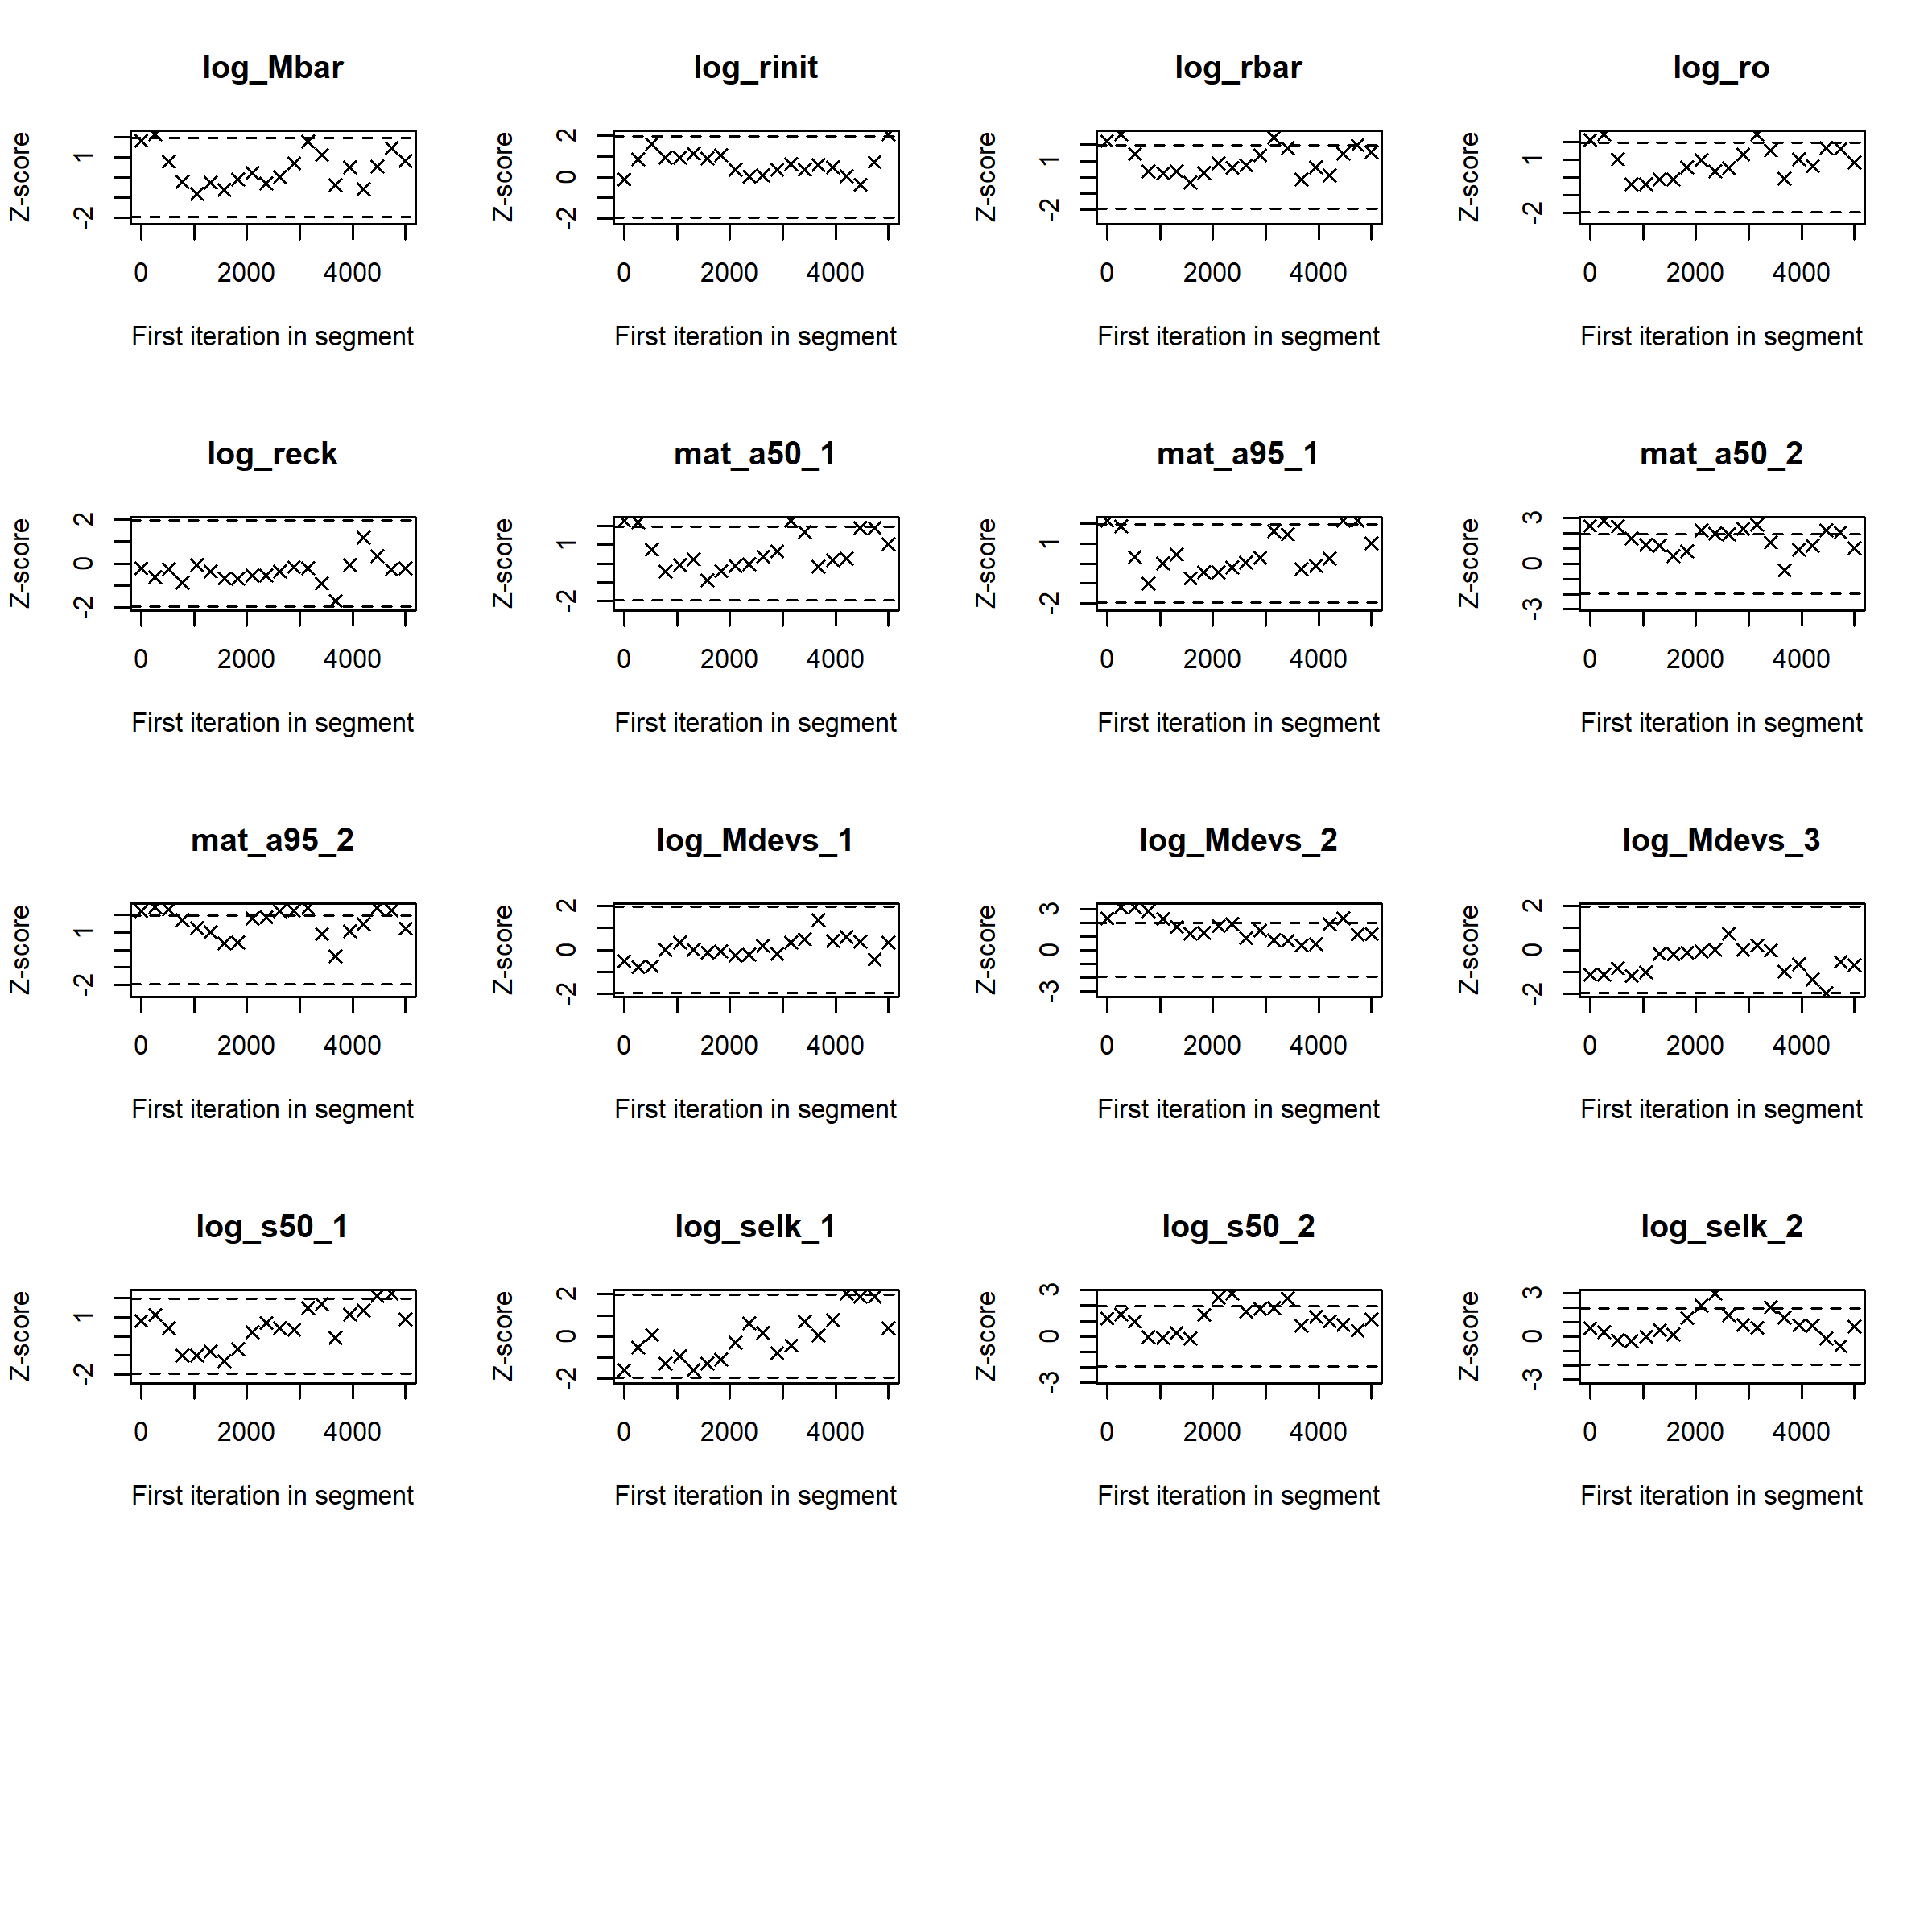 log_Mbar log_rinit log_rbar log_ro
Z-score -2 1 Z-score -2 0 2 Z-score -2 1 Z-score -2 1
0 2000 4000 0 2000 4000 0 2000 4000 0 2000 4000
First iteration in segment First iteration in segment First iteration in segment First iteration in segment
log_reck mat_a50_1 mat_a95_1 mat_a50_2
Z-score -2 0 2 Z-score -2 1 Z-score -2 1 Z-score -3 0 3
0 2000 4000 0 2000 4000 0 2000 4000 0 2000 4000
First iteration in segment First iteration in segment First iteration in segment First iteration in segment
mat_a95_2 log_Mdevs_1 log_Mdevs_2 log_Mdevs_3
Z-score -2 1 Z-score -2 0 2 Z-score -3 0 3 Z-score -2 0 2
0 2000 4000 0 2000 4000 0 2000 4000 0 2000 4000
First iteration in segment First iteration in segment First iteration in segment First iteration in segment
log_s50_1 log_selk_1 log_s50_2 log_selk_2
Z-score -2 1 Z-score -2 0 2 Z-score -3 0 3 Z-score -3 0 3
0 2000 4000 0 2000 4000 0 2000 4000 0 2000 4000
First iteration in segment First iteration in segment First iteration in segment First iteration in segment